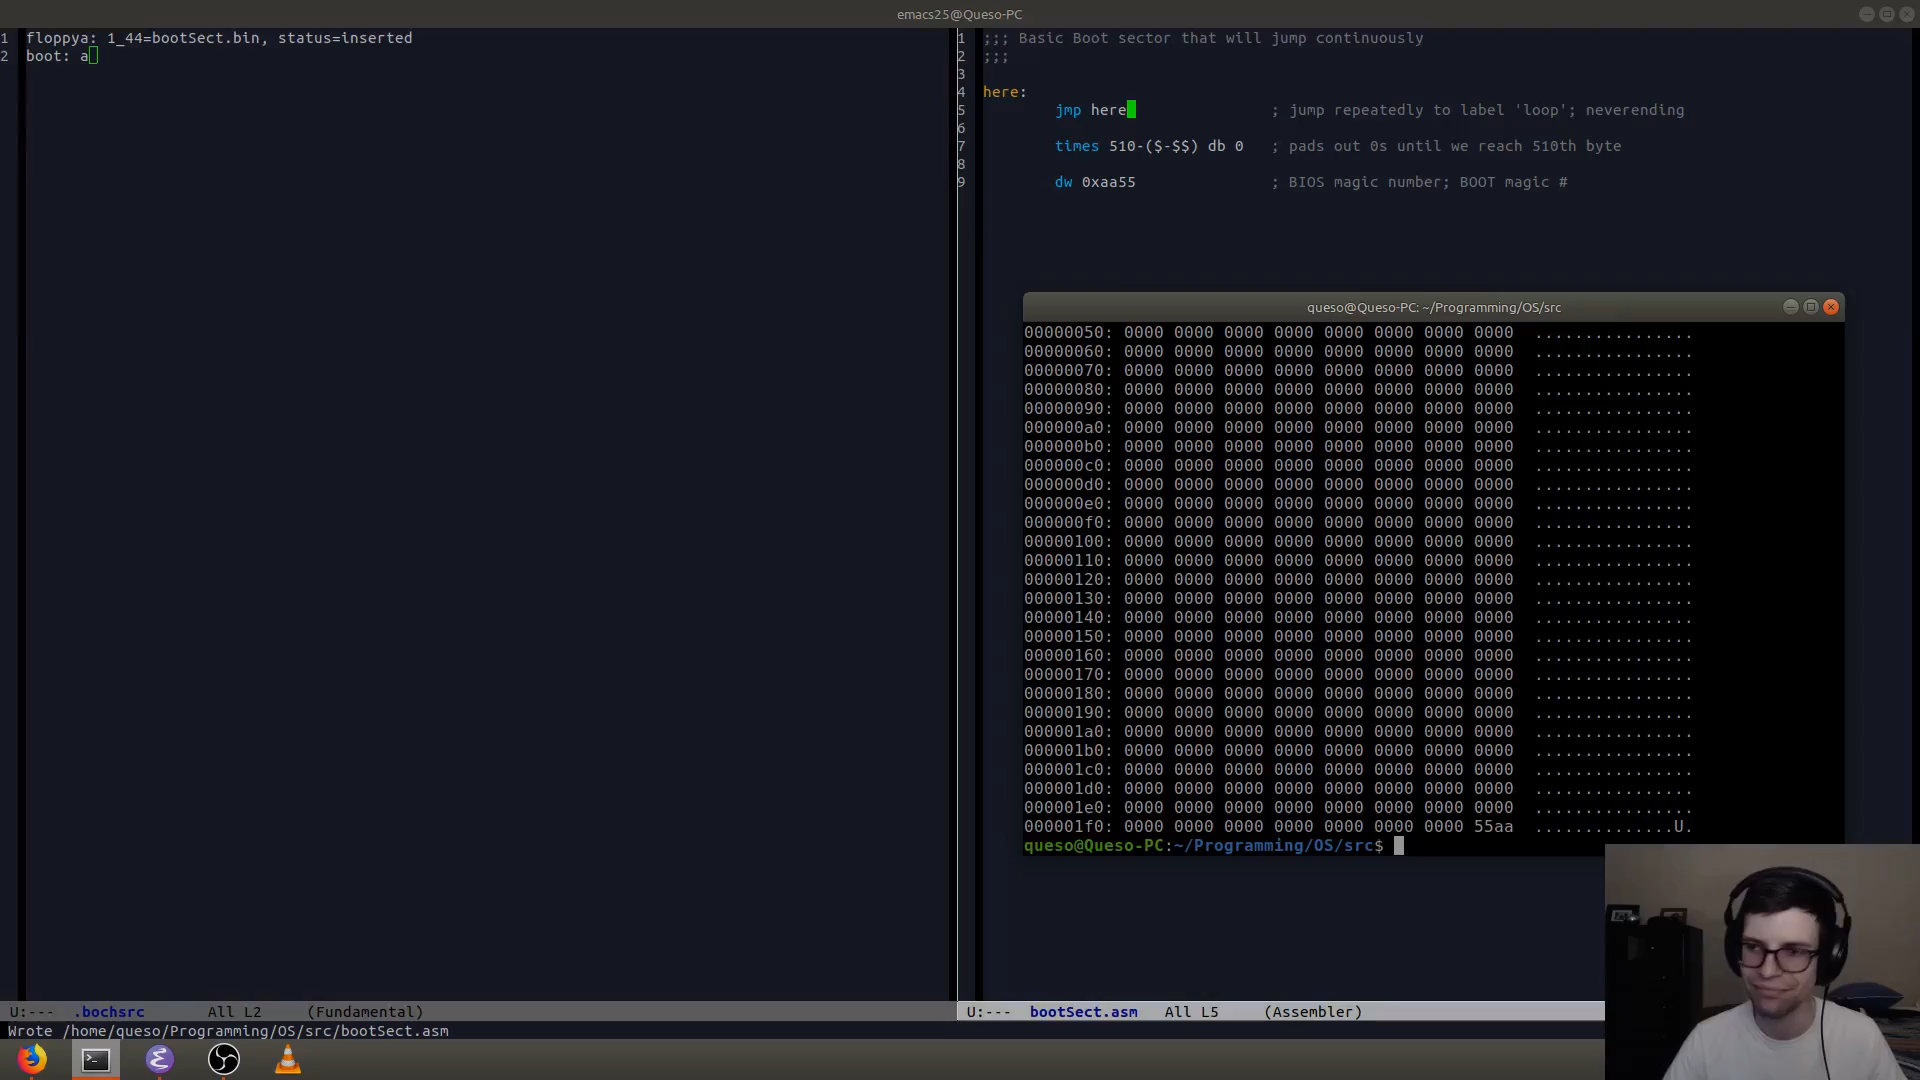 emacs25@Queso-PC
1 floppya: 1_44=bootSect.bin, status=inserted
2 boot: a
1 ;;; Basic Boot sector that will jump continuously
2 ;;;
3
4 here:
5 jmp here ; jump repeatedly to label 'loop'; neverending
6
7 times 510-($-$$) db 0 ; pads out 0s until we reach 510th byte
8
9 dw 0xaa55 ; BIOS magic number; BOOT magic #
queso@Queso-PC: ~/Programming/OS/src
00000050: 0000 0000 0000 0000 0000 0000 0000 0000 ................
00000060: 0000 0000 0000 0000 0000 0000 0000 0000 ................
00000070: 0000 0000 0000 0000 0000 0000 0000 0000 ................
00000080: 0000 0000 0000 0000 0000 0000 0000 0000 ................
00000090: 0000 0000 0000 0000 0000 0000 0000 0000 ................
000000a0: 0000 0000 0000 0000 0000 0000 0000 0000 ................
000000b0: 0000 0000 0000 0000 0000 0000 0000 0000 ................
000000c0: 0000 0000 0000 0000 0000 0000 0000 0000 ................
000000d0: 0000 0000 0000 0000 0000 0000 0000 0000 ................
000000e0: 0000 0000 0000 0000 0000 0000 0000 0000 ................
000000f0: 0000 0000 0000 0000 0000 0000 0000 0000 ................
00000100: 0000 0000 0000 0000 0000 0000 0000 0000 ................
00000110: 0000 0000 0000 0000 0000 0000 0000 0000 ................
00000120: 0000 0000 0000 0000 0000 0000 0000 0000 ................
00000130: 0000 0000 0000 0000 0000 0000 0000 0000 ................
00000140: 0000 0000 0000 0000 0000 0000 0000 0000 ................
00000150: 0000 0000 0000 0000 0000 0000 0000 0000 ................
00000160: 0000 0000 0000 0000 0000 0000 0000 0000 ................
00000170: 0000 0000 0000 0000 0000 0000 0000 0000 ................
00000180: 0000 0000 0000 0000 0000 0000 0000 0000 ................
00000190: 0000 0000 0000 0000 0000 0000 0000 0000 ................
000001a0: 0000 0000 0000 0000 0000 0000 0000 0000 ................
000001b0: 0000 0000 0000 0000 0000 0000 0000 0000 ................
000001c0: 0000 0000 0000 0000 0000 0000 0000 0000 ................
000001d0: 0000 0000 0000 0000 0000 0000 0000 0000 ................
000001e0: 0000 0000 0000 0000 0000 0000 0000 0000 ................
000001f0: 0000 0000 0000 0000 0000 0000 0000 55aa ..............U.
queso@Queso-PC:~/Programming/OS/src$
U:--- .bochsrc All L2 (Fundamental)
U:--- bootSect.asm All L5 (Assembler)
Wrote /home/queso/Programming/OS/src/bootSect.asm